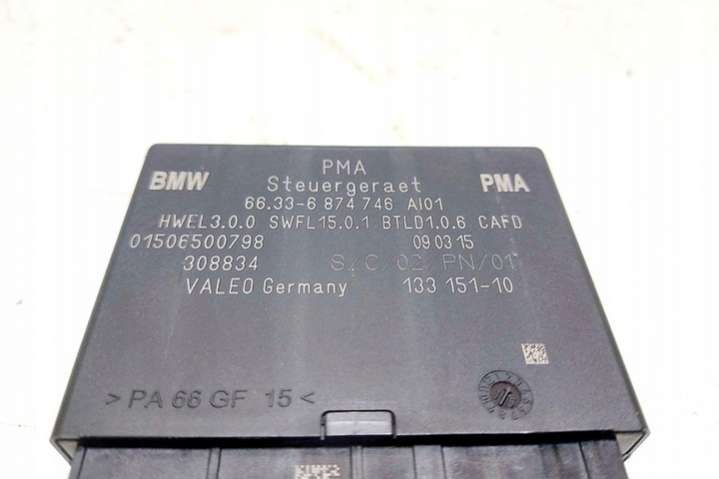 PMA
BMW Steuergeraet PMA
66.33-6 874 746 AI01
HWEL3.0.0 SWFL15.0.1 BTLD1.0.6 CAFD
01506500798 09 03 15
308834 S/C/02 PN/01
VALEO Germany 133 151-10
>PA 66 GF 15<